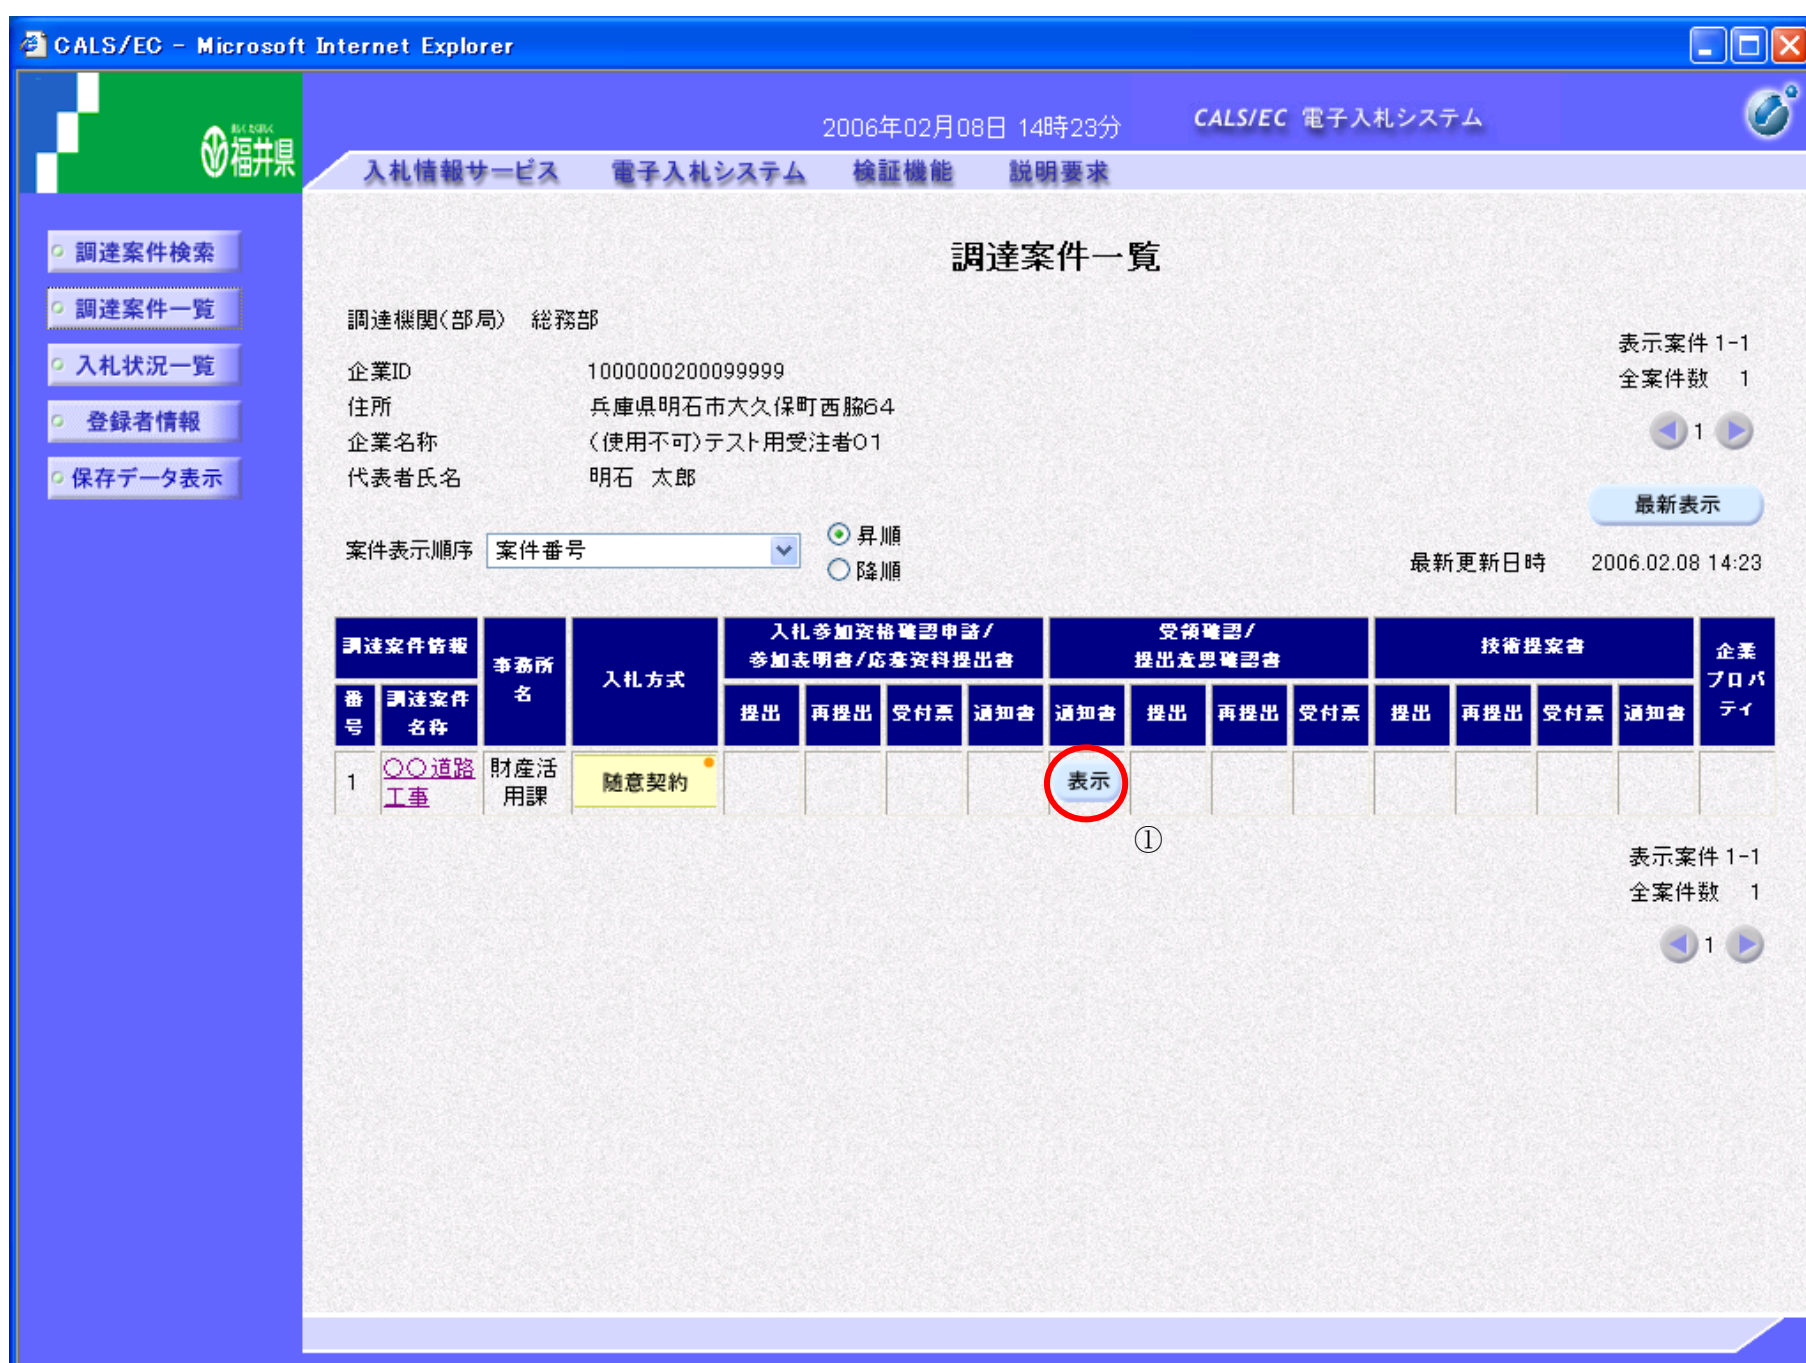 CALS/EC - Microsoft Internet Explorer
福井県
2006年02月08日 14時23分
CALS/EC 電子入札システム
入札情報サービス 電子入札システム 検証機能 説明要求
調達案件検索
調達案件一覧
入札状況一覧
登録者情報
保存データ表示
調達案件一覧
調達機関(部局) 総務部
企業ID 1000000200099999
住所 兵庫県明石市大久保町西脇64
企業名称 (使用不可)テスト用受注者01
代表者氏名 明石 太郎
表示案件 1-1
全案件数 1
1
最新表示
案件表示順序 案件番号
昇順
降順
最新更新日時 2006.02.08 14:23
調達案件情報 事務所名 入札方式 入札参加資格確認申請/参加表明書/応募資料提出書 受領確認/提出意思確認書 技術提案書 企業プロパティ
番号 調達案件名称 提出 再提出 受付票 通知書 通知書 提出 再提出 受付票 提出 再提出 受付票 通知書
1 〇〇道路工事 財産活用課 随意契約 表示
①
表示案件 1-1
全案件数 1
1